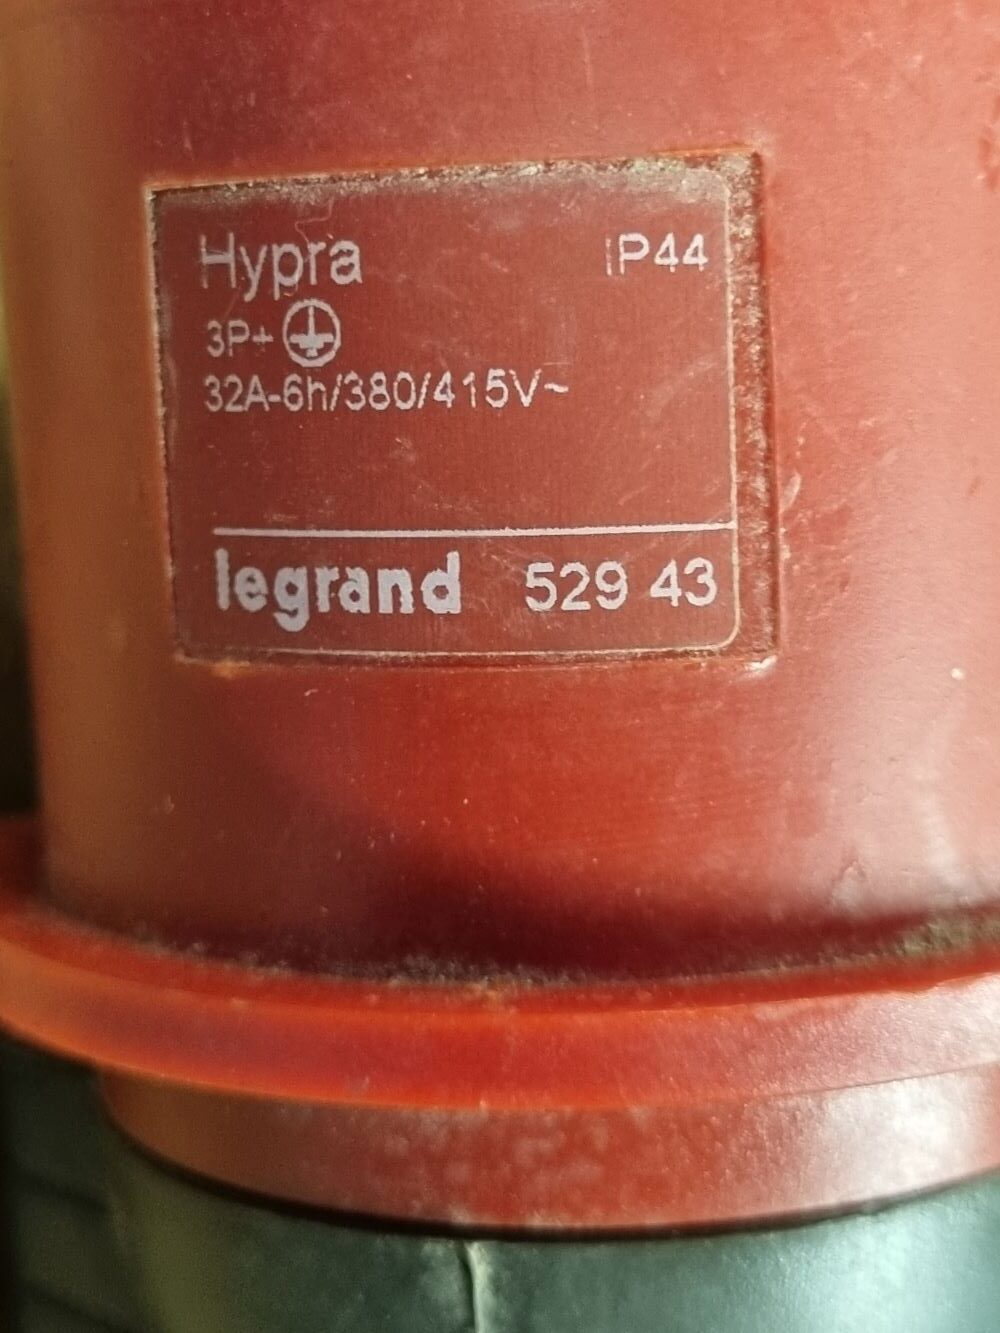 Hypra IP44
3P+⏚
32A-6h/380/415V~
legrand 529 43